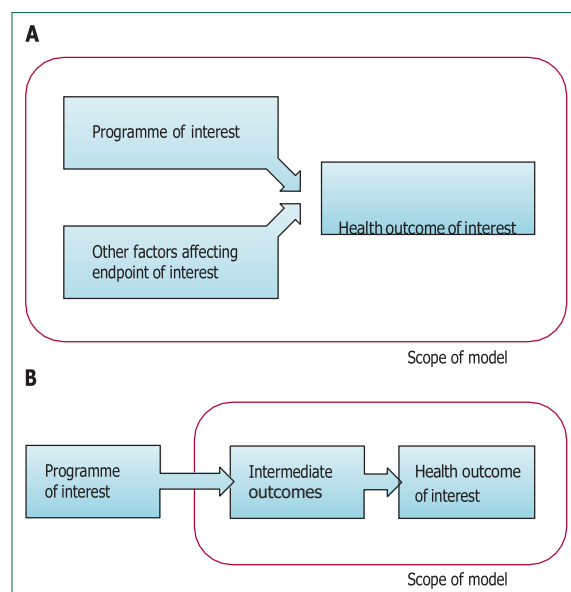 A
Programme of interest
Health outcome of interest
Other factors affecting
endpoint of interest
Scope of model
B
Programme
of interest
Intermediate
outcomes
Health outcome
of interest
Scope of model